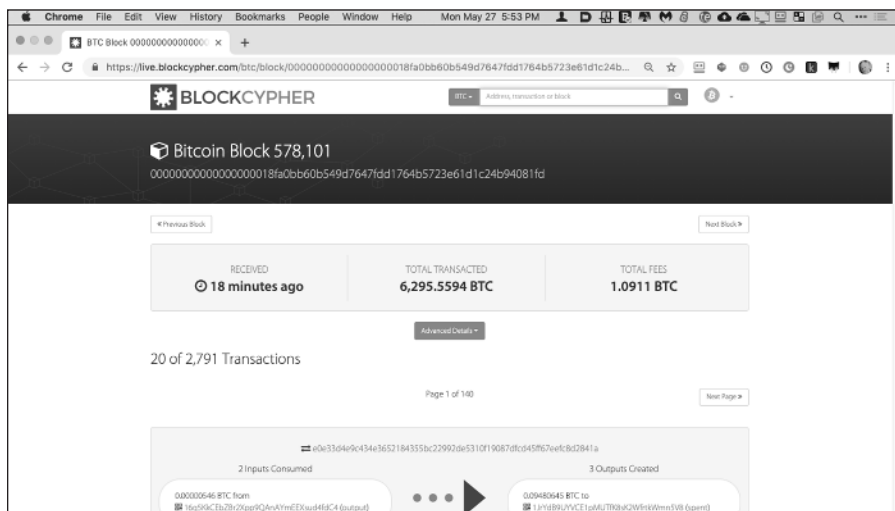 Chrome File Edit View History Bookmarks People Window Help Mon May 27 5:53 PM
BTC Block 000000000000000
https://live.blockcypher.com/btc/block/00000000000000000018fa0bb60b549d7647fdd1764b5723e61d1c24b...
BLOCKCYPHER
BTC
Address, transaction or block
Bitcoin Block 578,101
00000000000000000018fa0bb60b549d7647fdd1764b5723e61d1c24b94081fd
Previous Block
Next Block
RECEIVED TOTAL TRANSACTED TOTAL FEES
18 minutes ago 6,295.5594 BTC 1.0911 BTC
Advanced Details
20 of 2,791 Transactions
Page 1 of 140
Next Page
2 Inputs Consumed 3 Outputs Created
0.00000546 BTC from 0.09480645 BTC to
(output) (spent)